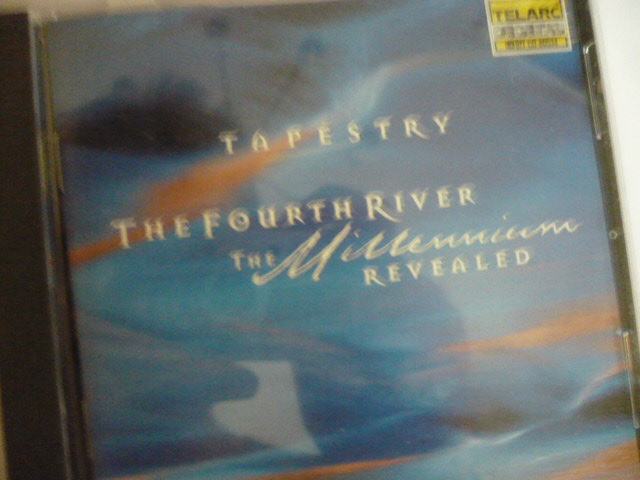 TELARC
TAPESTRY
THE FOURTH RIVER
THE Millennium
REVEALED